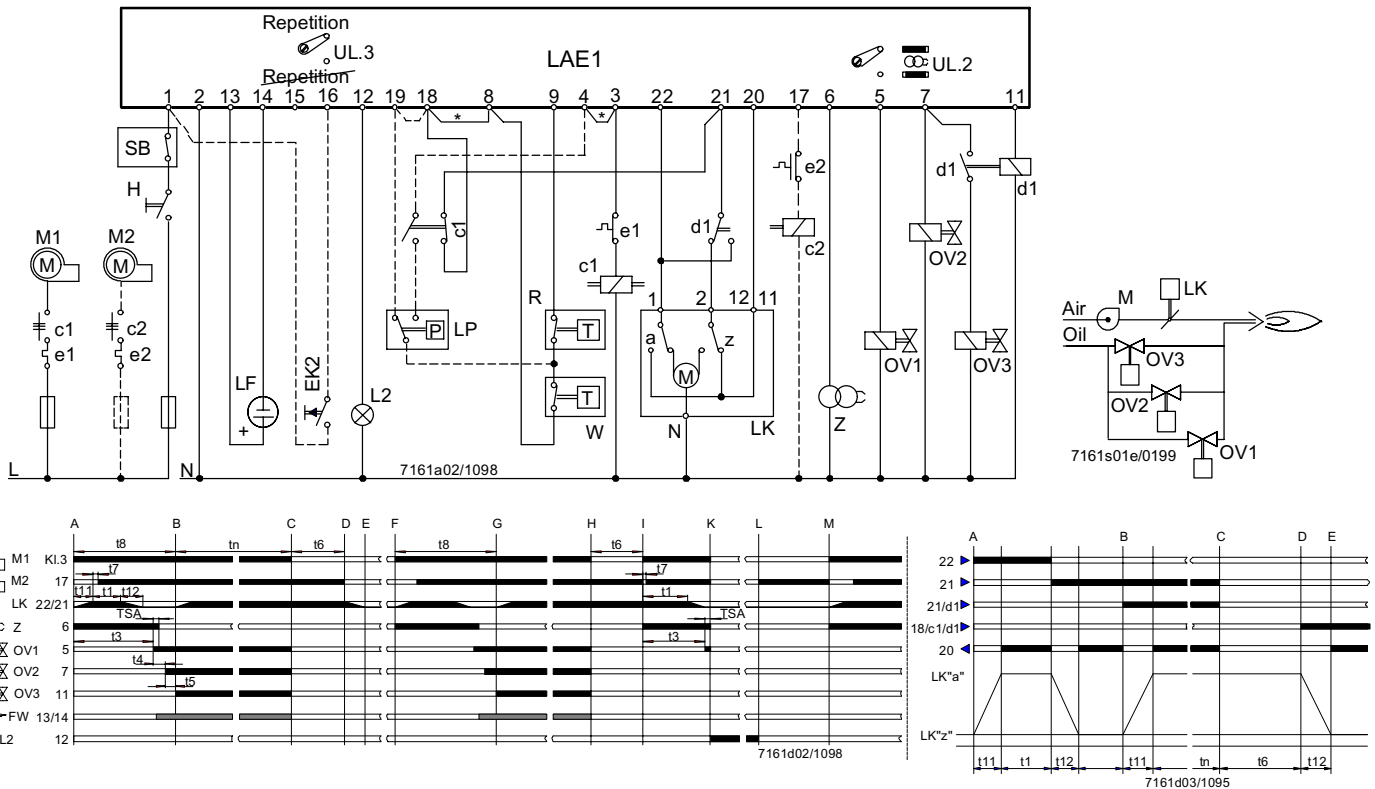 Repetition
UL.3
Repetition
LAE1
UL.2
1 2 13 14 15 16 12 19 18 8 9 4 3 22 21 20 17 6 5 7 11
* *
SB
H
M1 M2
M M
c1 c2
e1 e2
LF
+
EK2
L2
c1
P LP
R
T
T
W
e1
c1
d1
1 2 12 11
a z
M
N LK
e2
c2
Z
OV1
d1
d1
OV2
OV3
L N
7161a02/1098
Air M LK
Oil
OV3
OV2
OV1
7161s01e/0199
A B C D E F G H I K L M
t8 tn t6 t8 t6
M1 Kl.3
t7 t7
M2 17
t11 t1 t12 t1
LK 22/21
TSA TSA
C Z 6
t3 t3
OV1 5
t4
OV2 7
t5
OV3 11
FW 13/14
L2 12
7161d02/1098
A B C D E
22
21
21/d1
18/c1/d1
20
LK"a"
LK"z"
t11 t1 t12 t11 tn t6 t12
7161d03/1095